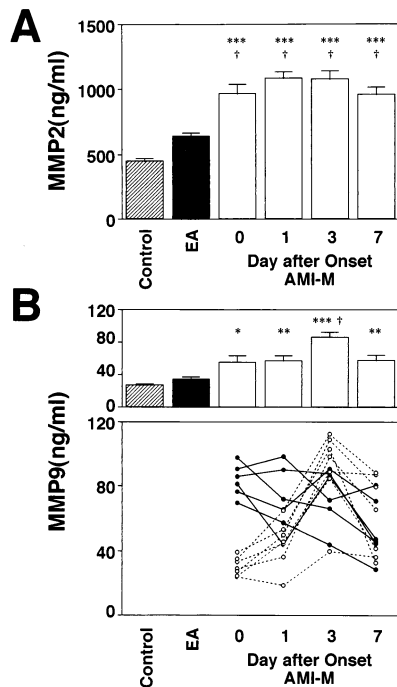 A
MMP2(ng/ml)
1500
1000
500
0
*** *** *** ***
† † † †
Control
EA
0 1 3 7
Day after Onset
AMI-M
B
MMP9(ng/ml)
120
80
40
0
* ** *** † **
120
80
40
0
Control
EA
0 1 3 7
Day after Onset
AMI-M